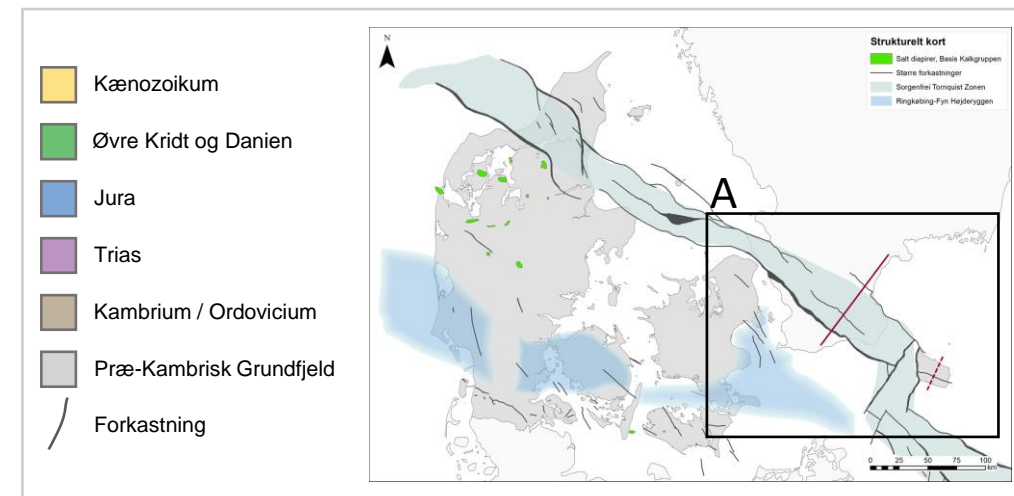 Kænozoikum
Øvre Kridt og Danien
Jura
Trias
Kambrium / Ordovicium
Præ-Kambrisk Grundfjeld
Forkastning
N
Strukturelt kort
Salt diapirer, Basis Kalkgruppen
Større forkastninger
Sorgenfrei Tornquist Zonen
Ringkøbing-Fyn Højderyggen
A
0 25 50 75 100
km